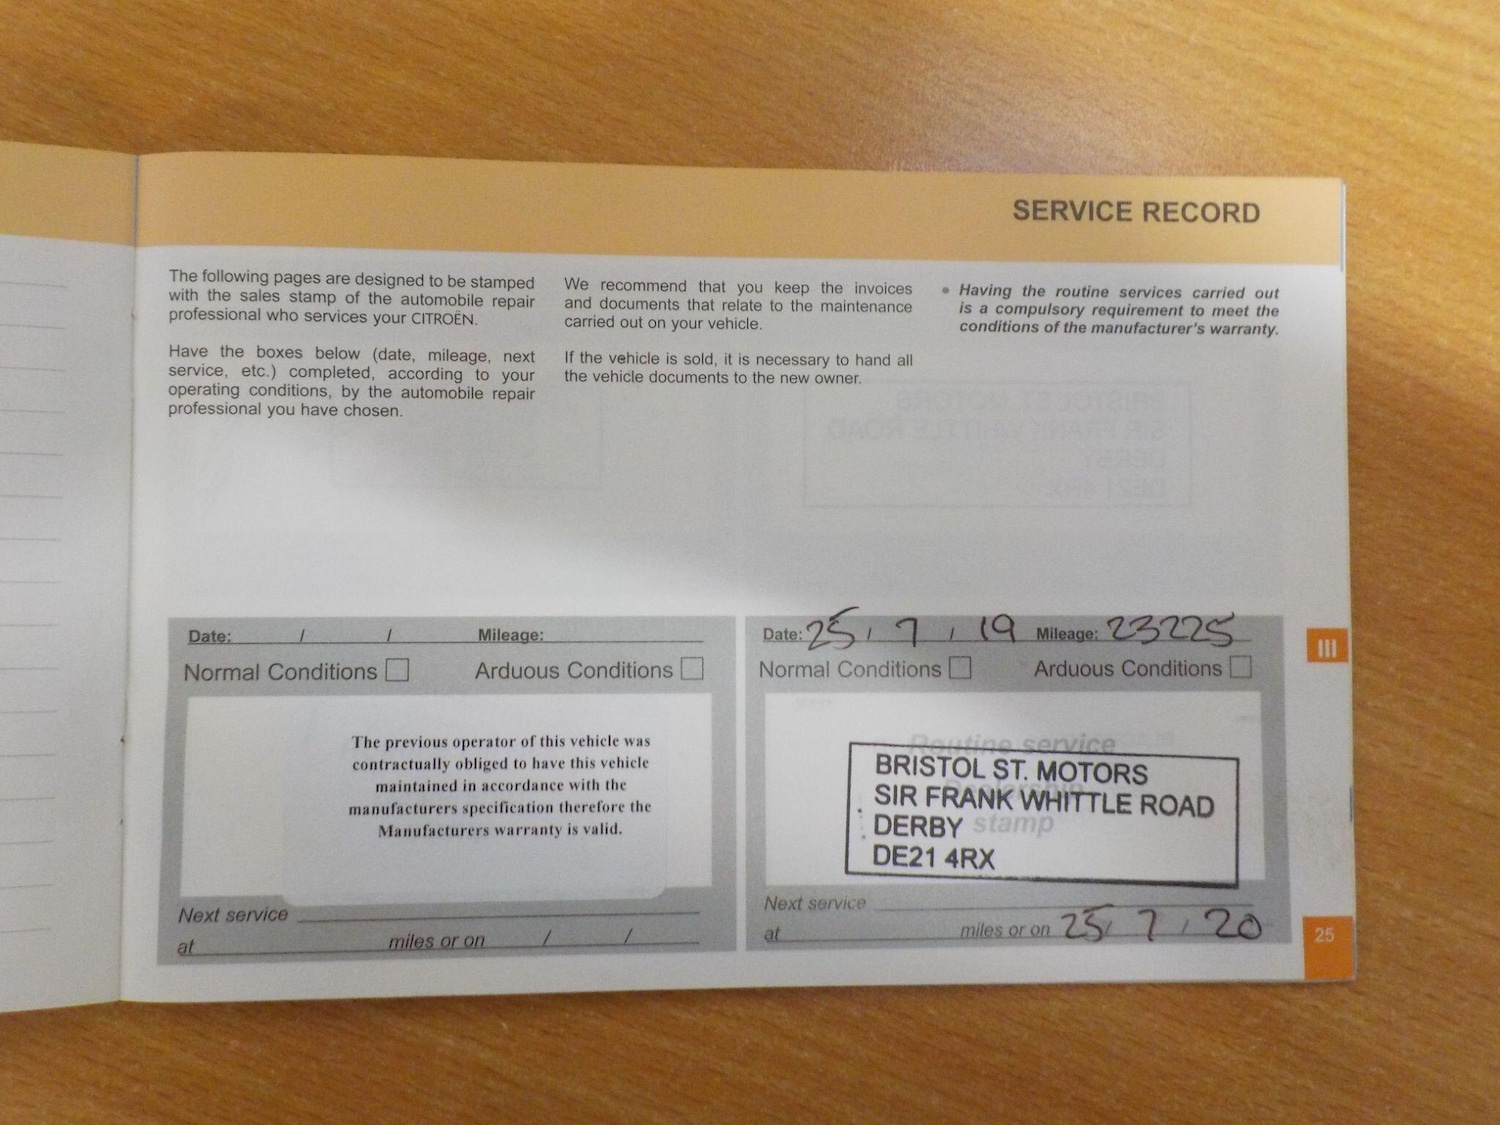 SERVICE RECORD
The following pages are designed to be stamped
with the sales stamp of the automobile repair
professional who services your CITROËN.
Have the boxes below (date, mileage, next
service, etc.) completed, according to your
operating conditions, by the automobile repair
professional you have chosen.
We recommend that you keep the invoices
and documents that relate to the maintenance
carried out on your vehicle.
If the vehicle is sold, it is necessary to hand all
the vehicle documents to the new owner.
• Having the routine services carried out
is a compulsory requirement to meet the
conditions of the manufacturer's warranty.
Date: / / Mileage:
Normal Conditions Arduous Conditions
The previous operator of this vehicle was
contractually obliged to have this vehicle
maintained in accordance with the
manufacturers specification therefore the
Manufacturers warranty is valid.
Next service
at miles or on / /
Date: 25 / 7 / 19 Mileage: 23225
Normal Conditions Arduous Conditions
Routine service
Dealership
stamp
BRISTOL ST. MOTORS
SIR FRANK WHITTLE ROAD
DERBY
DE21 4RX
Next service
at miles or on 25 / 7 / 20
III
25